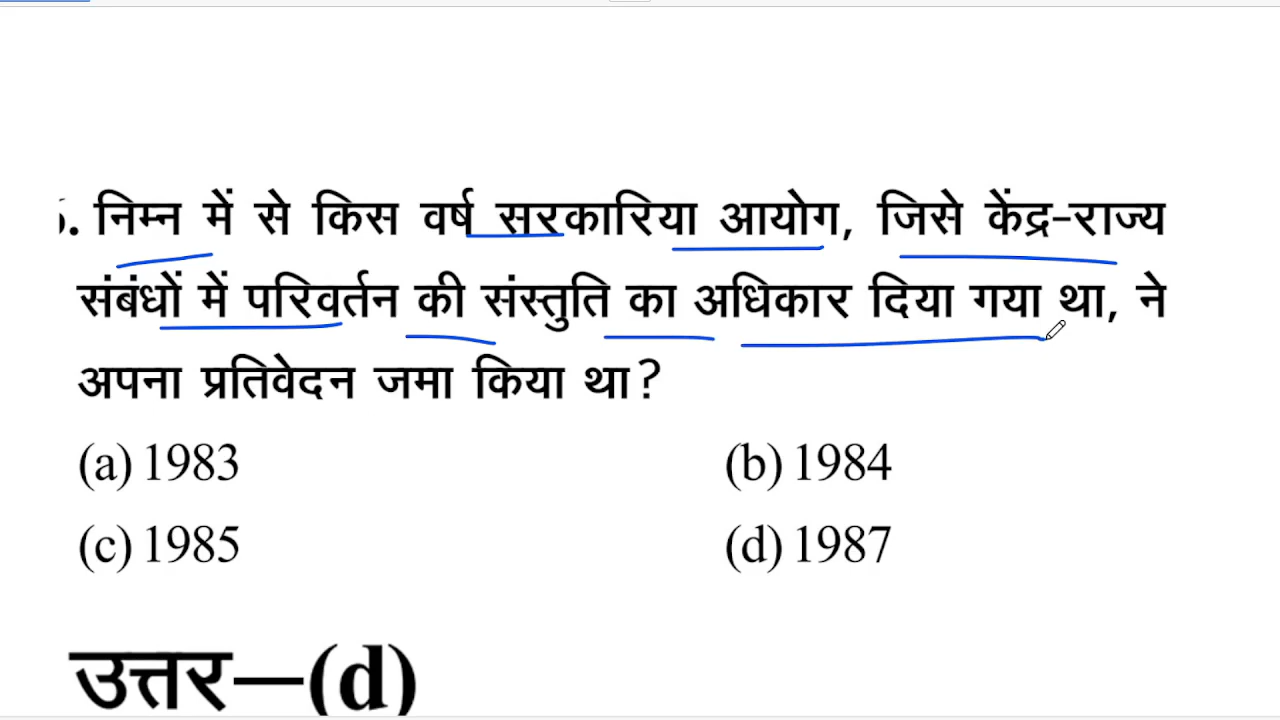 निम्न में से किस वर्ष सरकारिया आयोग, जिसे केंद्र-राज्य
संबंधों में परिवर्तन की संस्तुति का अधिकार दिया गया था, ने
अपना प्रतिवेदन जमा किया था?
(a) 1983 (b) 1984
(c) 1985 (d) 1987
उत्तर—(d)